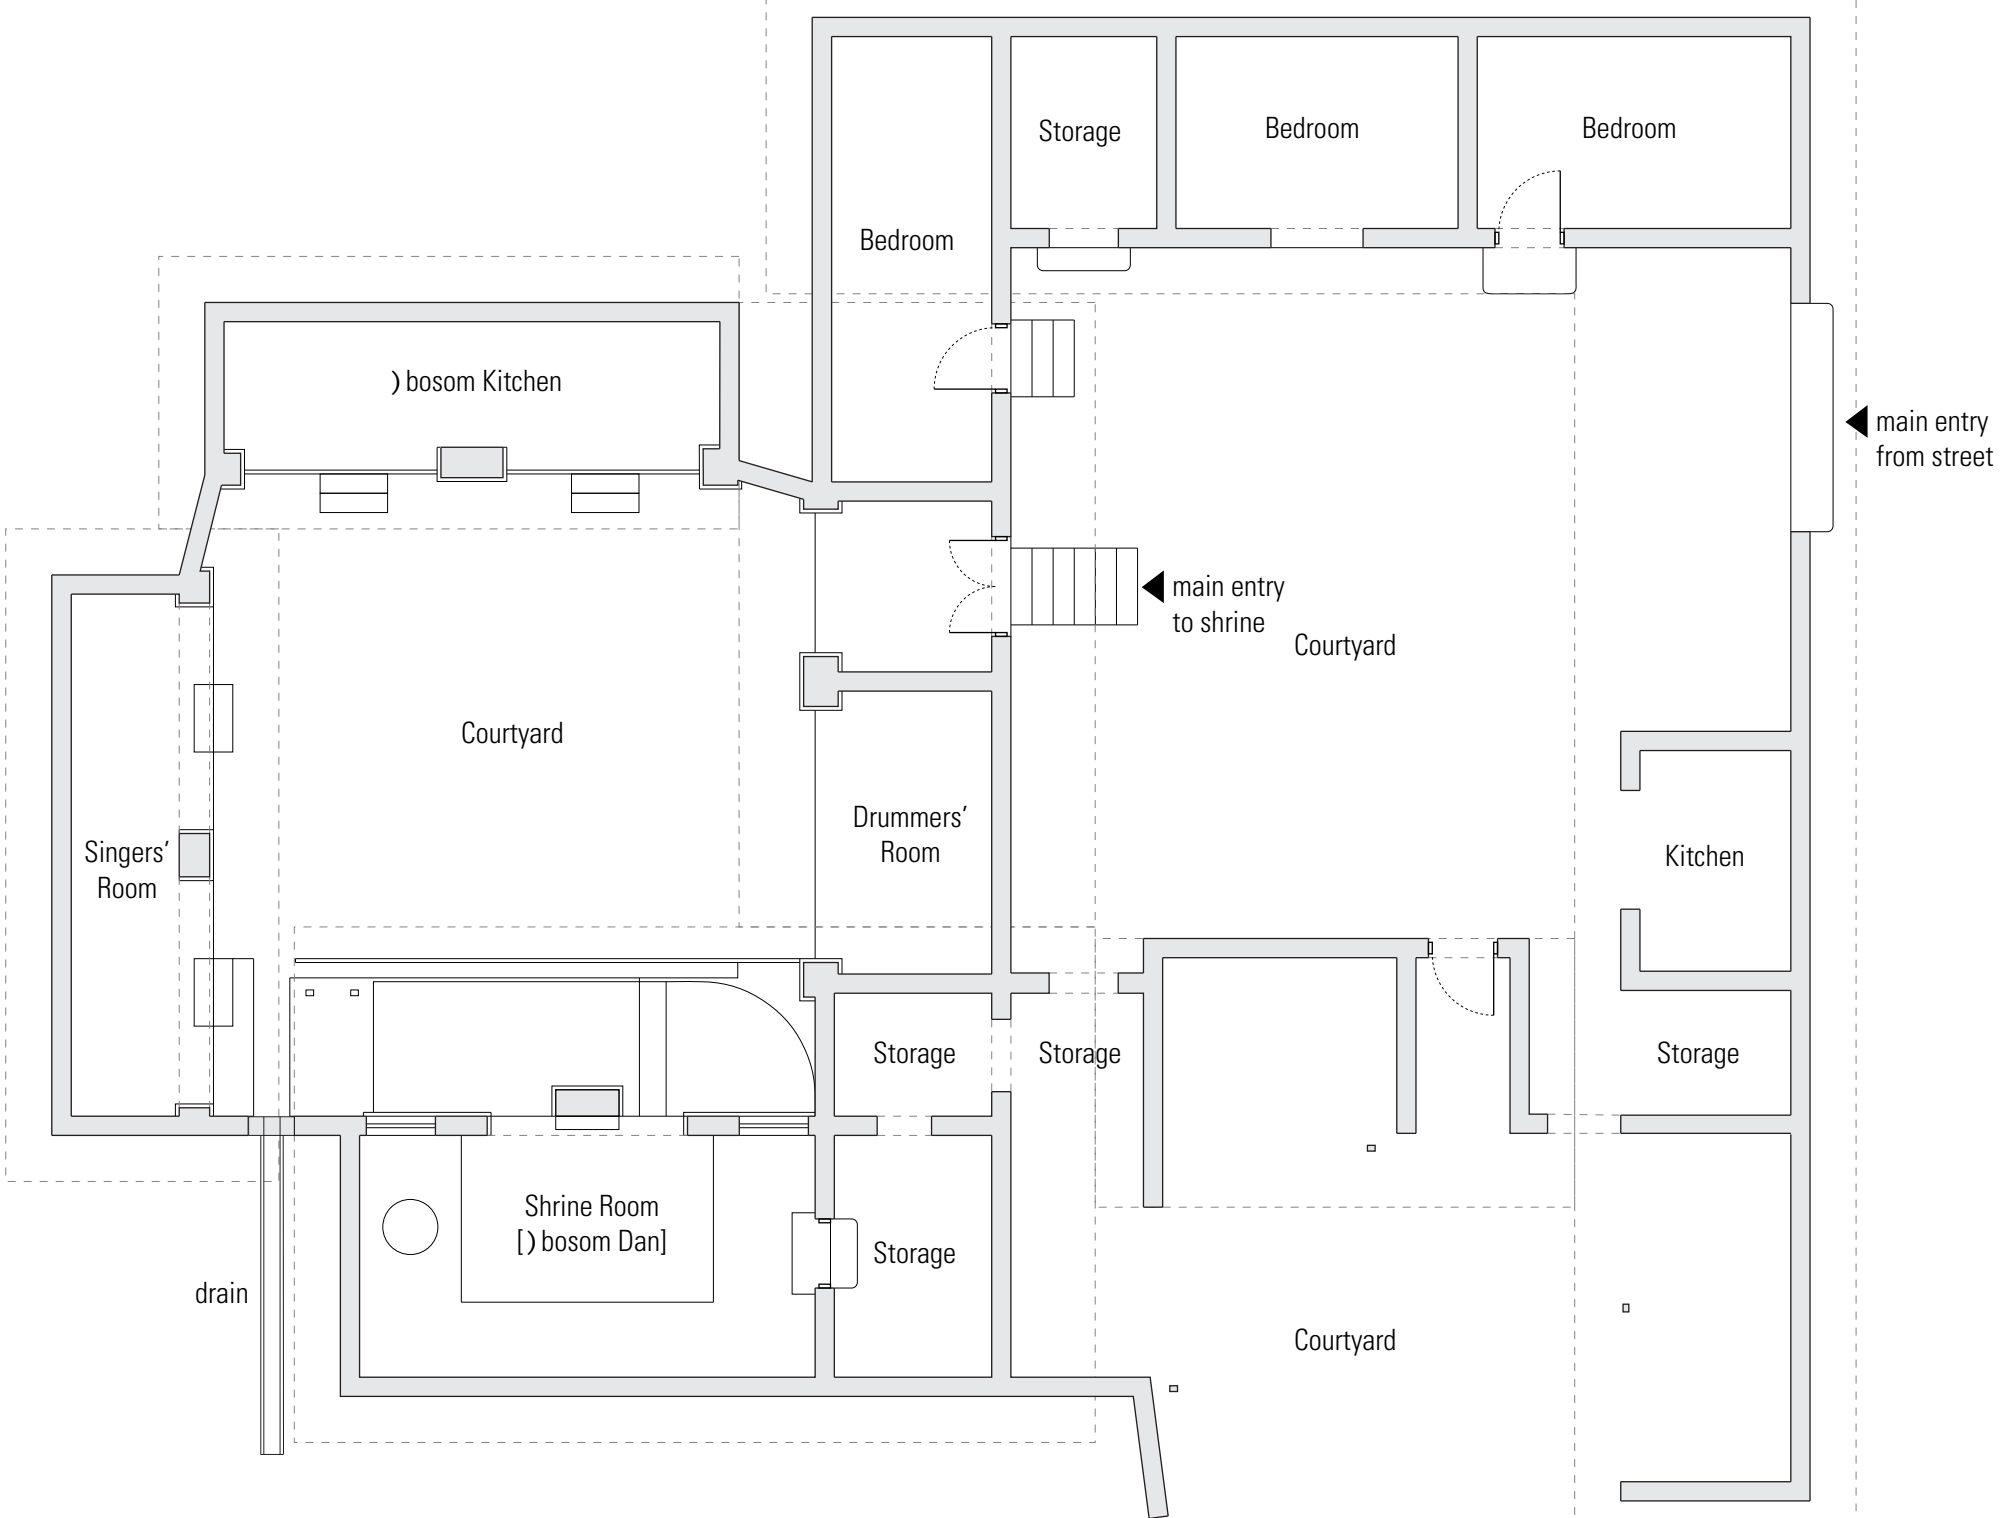 Storage
Bedroom
Bedroom
Bedroom
)bosom Kitchen
main entry
from street
main entry
to shrine
Courtyard
Courtyard
Drummers’
Room
Singers’
Room
Kitchen
Storage
Storage
Storage
Shrine Room
[)bosom Dan]
Storage
drain
Courtyard